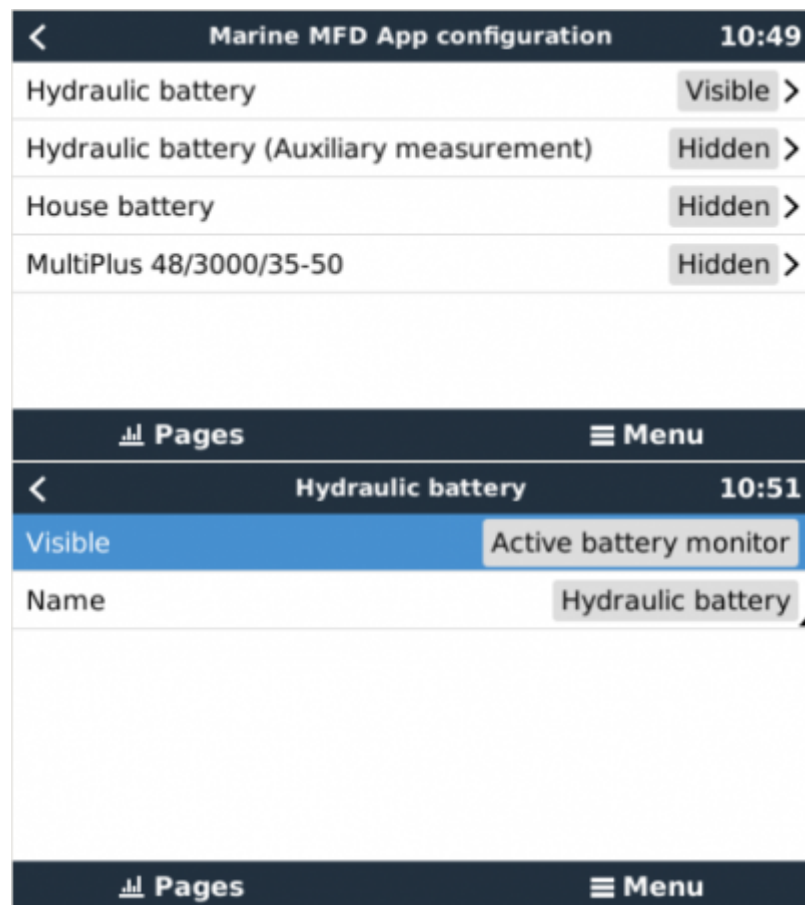 Marine MFD App configuration 10:49
Hydraulic battery Visible
Hydraulic battery (Auxiliary measurement) Hidden
House battery Hidden
MultiPlus 48/3000/35-50 Hidden
Pages Menu
Hydraulic battery 10:51
Visible Active battery monitor
Name Hydraulic battery
Pages Menu